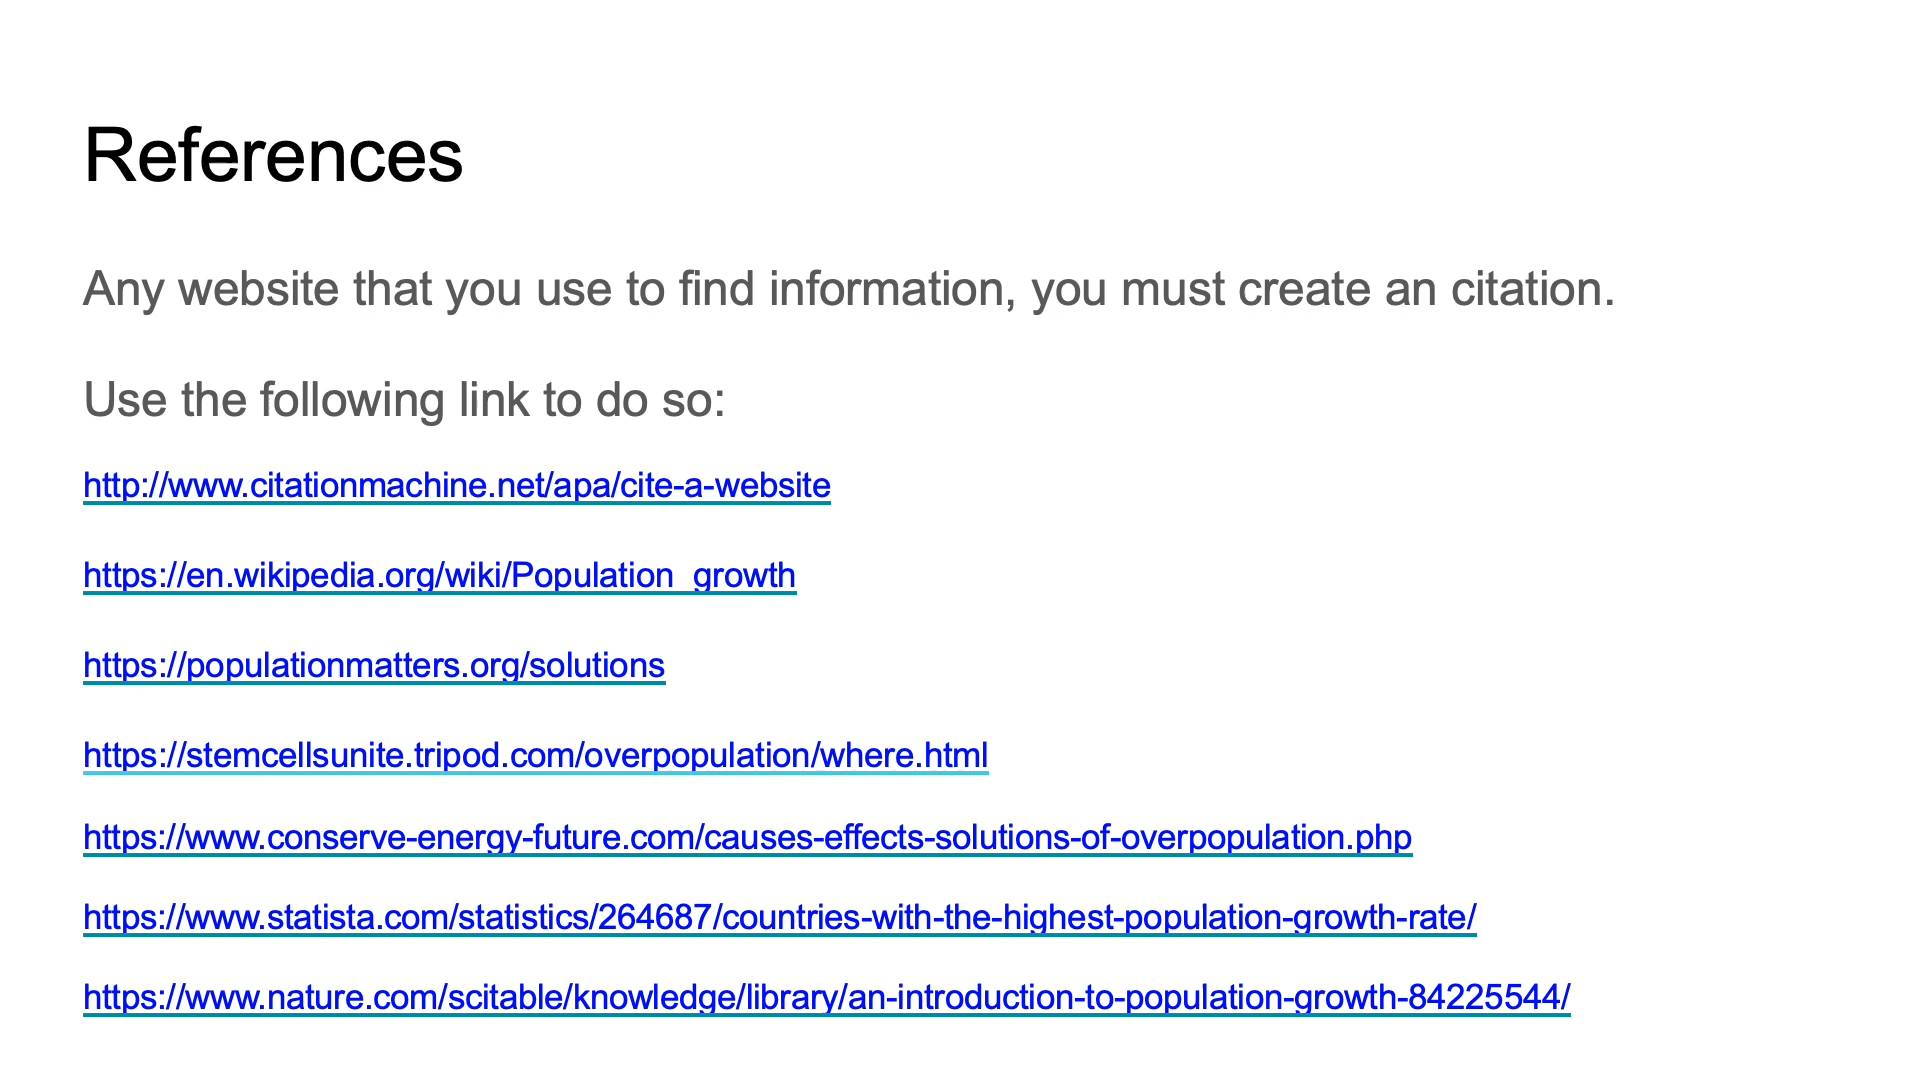 References
Any website that you use to find information, you must create an citation.
Use the following link to do so:
http://www.citationmachine.net/apa/cite-a-website
https://en.wikipedia.org/wiki/Population_growth
https://populationmatters.org/solutions
https://stemcellsunite.tripod.com/overpopulation/where.html
https://www.conserve-energy-future.com/causes-effects-solutions-of-overpopulation.php
https://www.statista.com/statistics/264687/countries-with-the-highest-population-growth-rate/
https://www.nature.com/scitable/knowledge/library/an-introduction-to-population-growth-84225544/